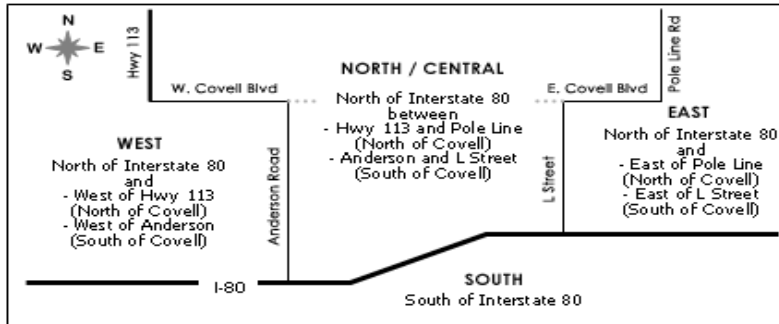 N
W E
S
Hwy 113
Pole Line Rd
W. Covell Blvd
E. Covell Blvd
NORTH / CENTRAL
North of Interstate 80
between
- Hwy 113 and Pole Line
(North of Covell)
- Anderson and L Street
(South of Covell)
WEST
North of Interstate 80
and
- West of Hwy 113
(North of Covell)
- West of Anderson
(South of Covell)
Anderson Road
L Street
EAST
North of Interstate 80
and
- East of Pole Line
(North of Covell)
- East of L Street
(South of Covell)
I-80
SOUTH
South of Interstate 80